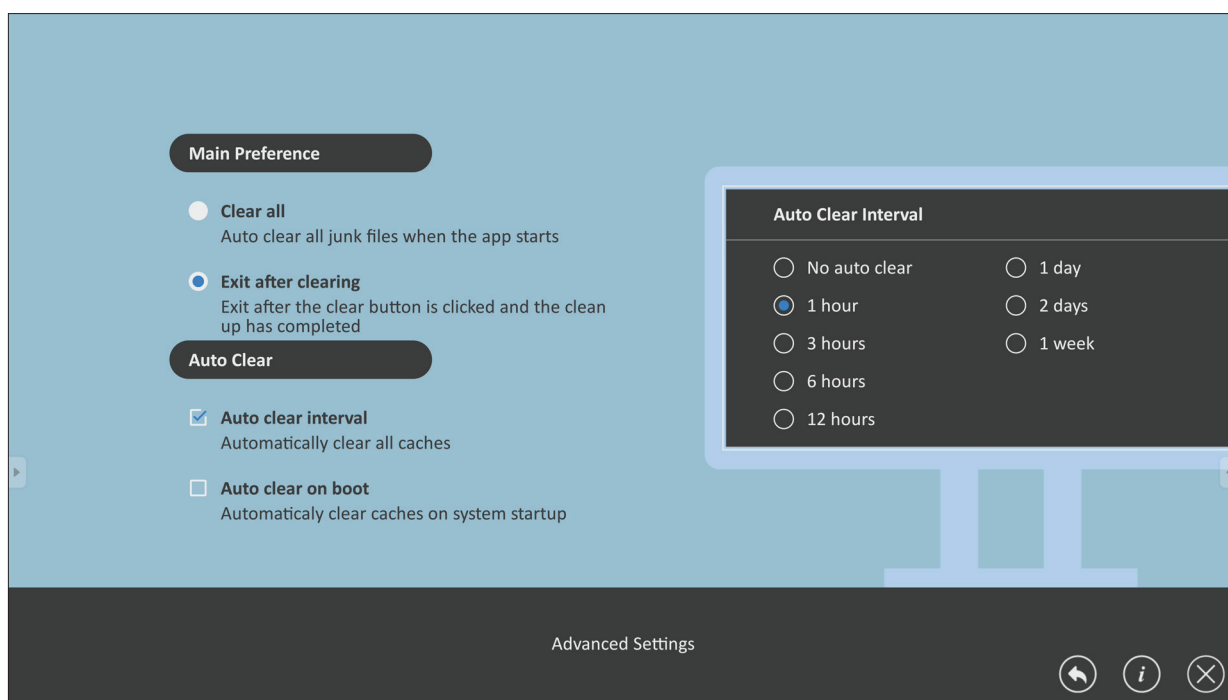 Main Preference
Clear all
Auto clear all junk files when the app starts
Exit after clearing
Exit after the clear button is clicked and the clean
up has completed
Auto Clear
Auto clear interval
Automatically clear all caches
Auto clear on boot
Automaticaly clear caches on system startup
Auto Clear Interval
No auto clear
1 hour
3 hours
6 hours
12 hours
1 day
2 days
1 week
Advanced Settings
i